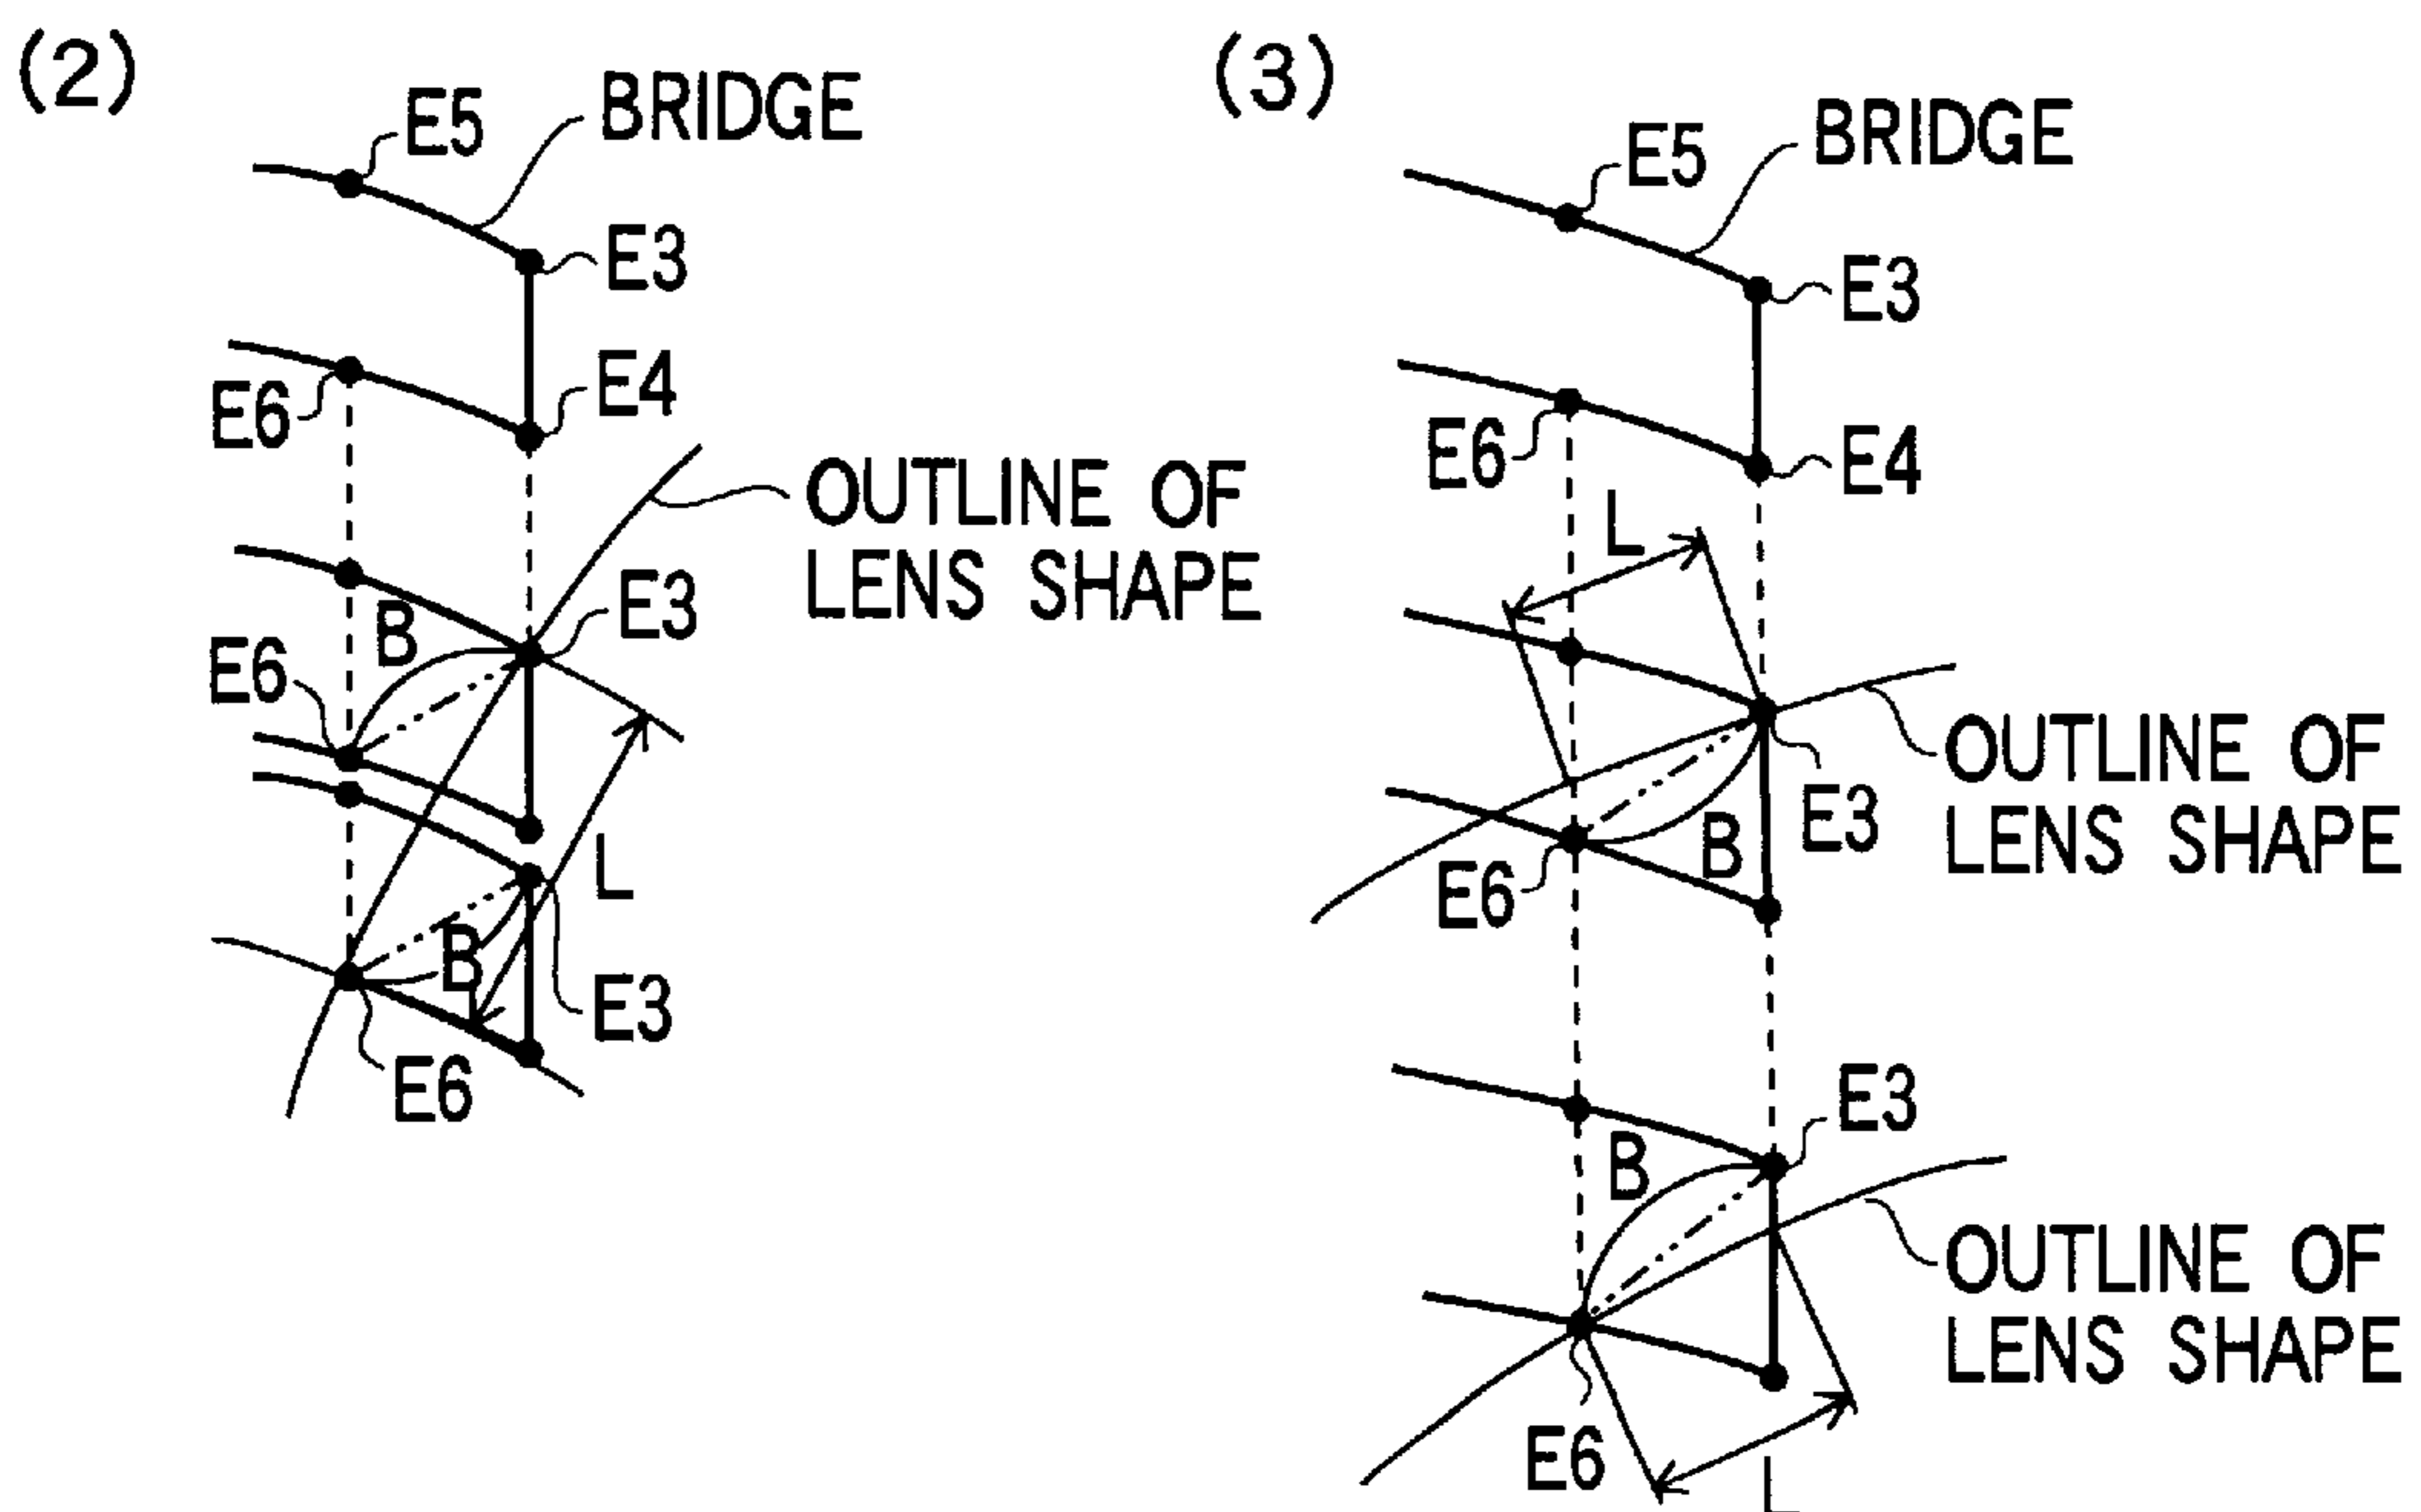 (2)
E5
BRIDGE
E3
E6
E4
OUTLINE OF
LENS SHAPE
B
E3
E6
L
B
E3
E6
(3)
E5
BRIDGE
E3
E6
E4
L
OUTLINE OF
LENS SHAPE
E3
B
E6
E3
B
OUTLINE OF
LENS SHAPE
E6
L